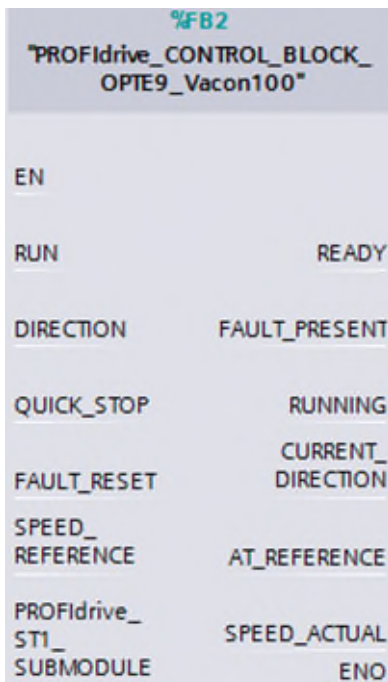 %FB2
"PROFIdrive_CONTROL_BLOCK_
OPTE9_Vacon100"
EN
RUN
READY
DIRECTION
FAULT_PRESENT
QUICK_STOP
RUNNING
FAULT_RESET
CURRENT_
DIRECTION
SPEED_
REFERENCE
AT_REFERENCE
PROFIdrive_
ST1_
SUBMODULE
SPEED_ACTUAL
ENO